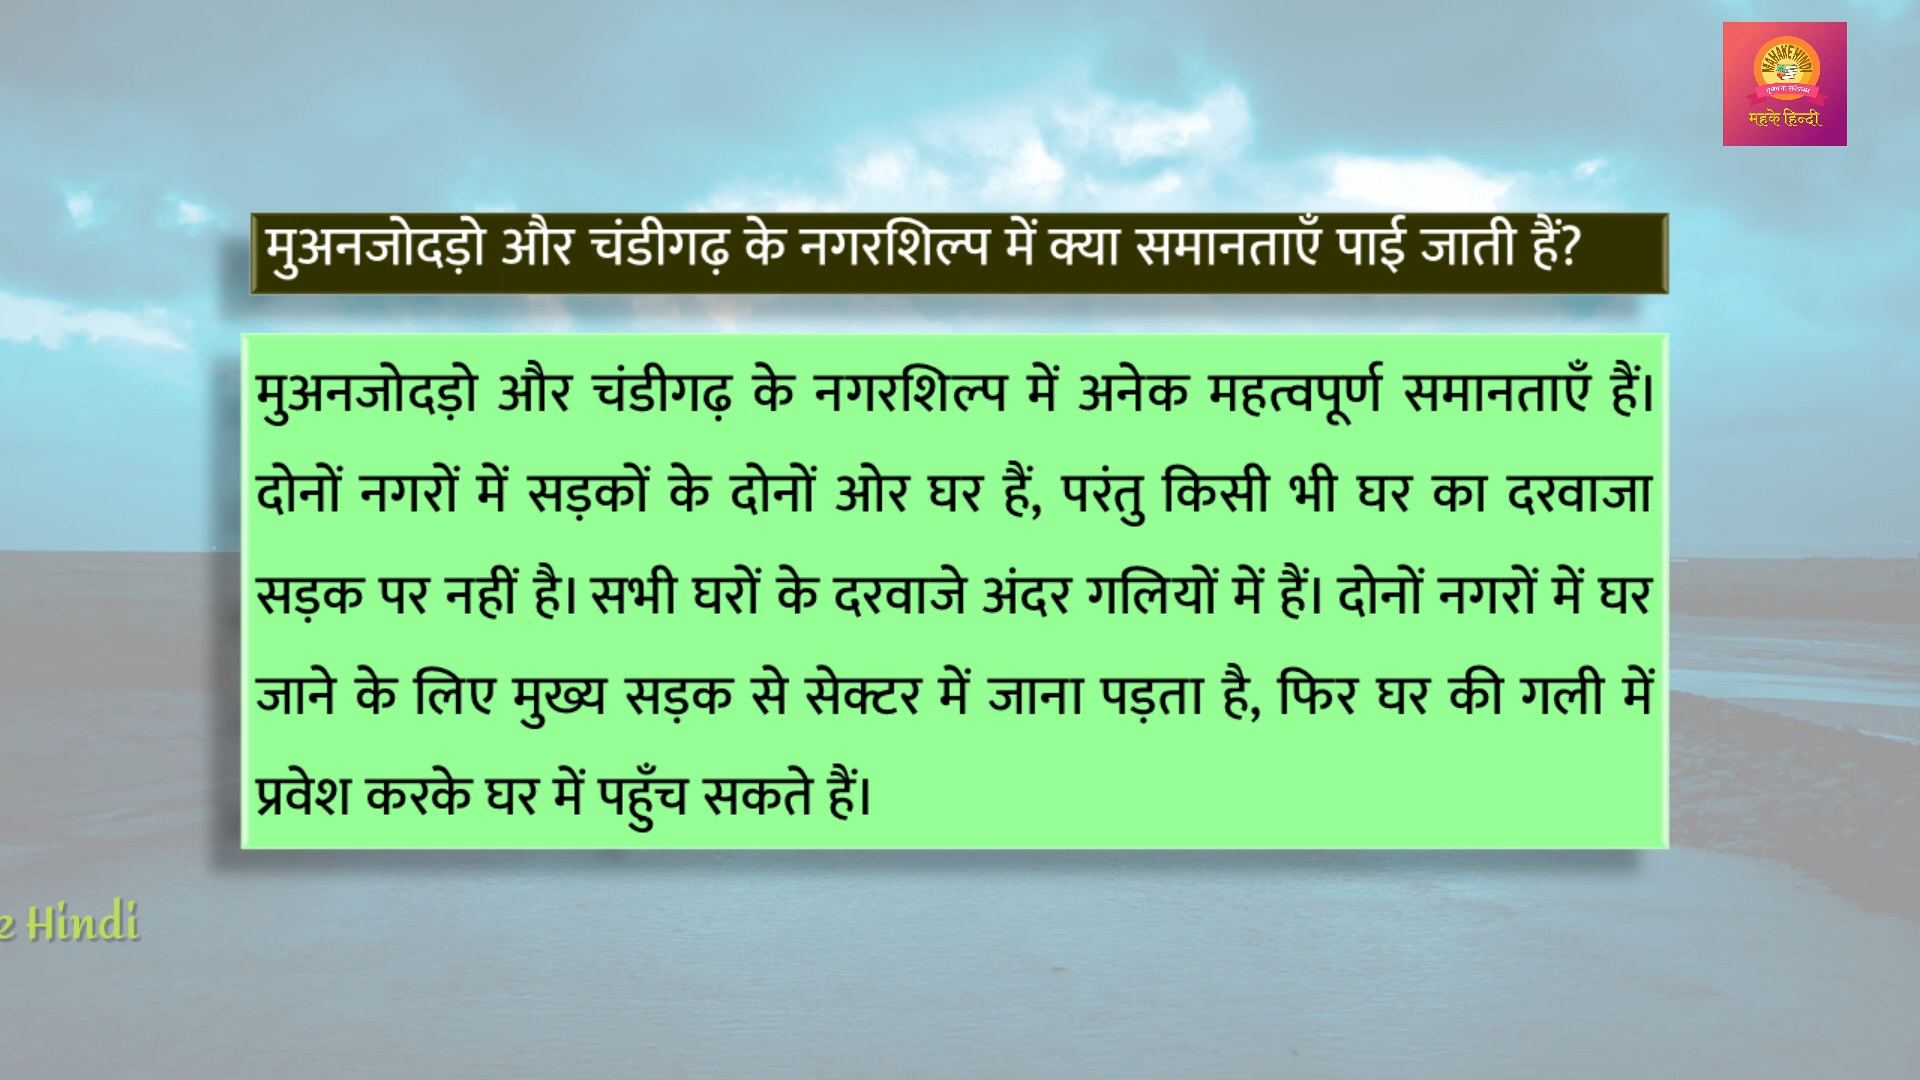 MAHAKE HINDI
महके हिन्दी
मुअनजोदड़ो और चंडीगढ़ के नगरशिल्प में क्या समानताएँ पाई जाती हैं?
मुअनजोदड़ो और चंडीगढ़ के नगरशिल्प में अनेक महत्वपूर्ण समानताएँ हैं।
दोनों नगरों में सड़कों के दोनों ओर घर हैं, परंतु किसी भी घर का दरवाजा
सड़क पर नहीं है। सभी घरों के दरवाजे अंदर गलियों में हैं। दोनों नगरों में घर
जाने के लिए मुख्य सड़क से सेक्टर में जाना पड़ता है, फिर घर की गली में
प्रवेश करके घर में पहुँच सकते हैं।
e Hindi